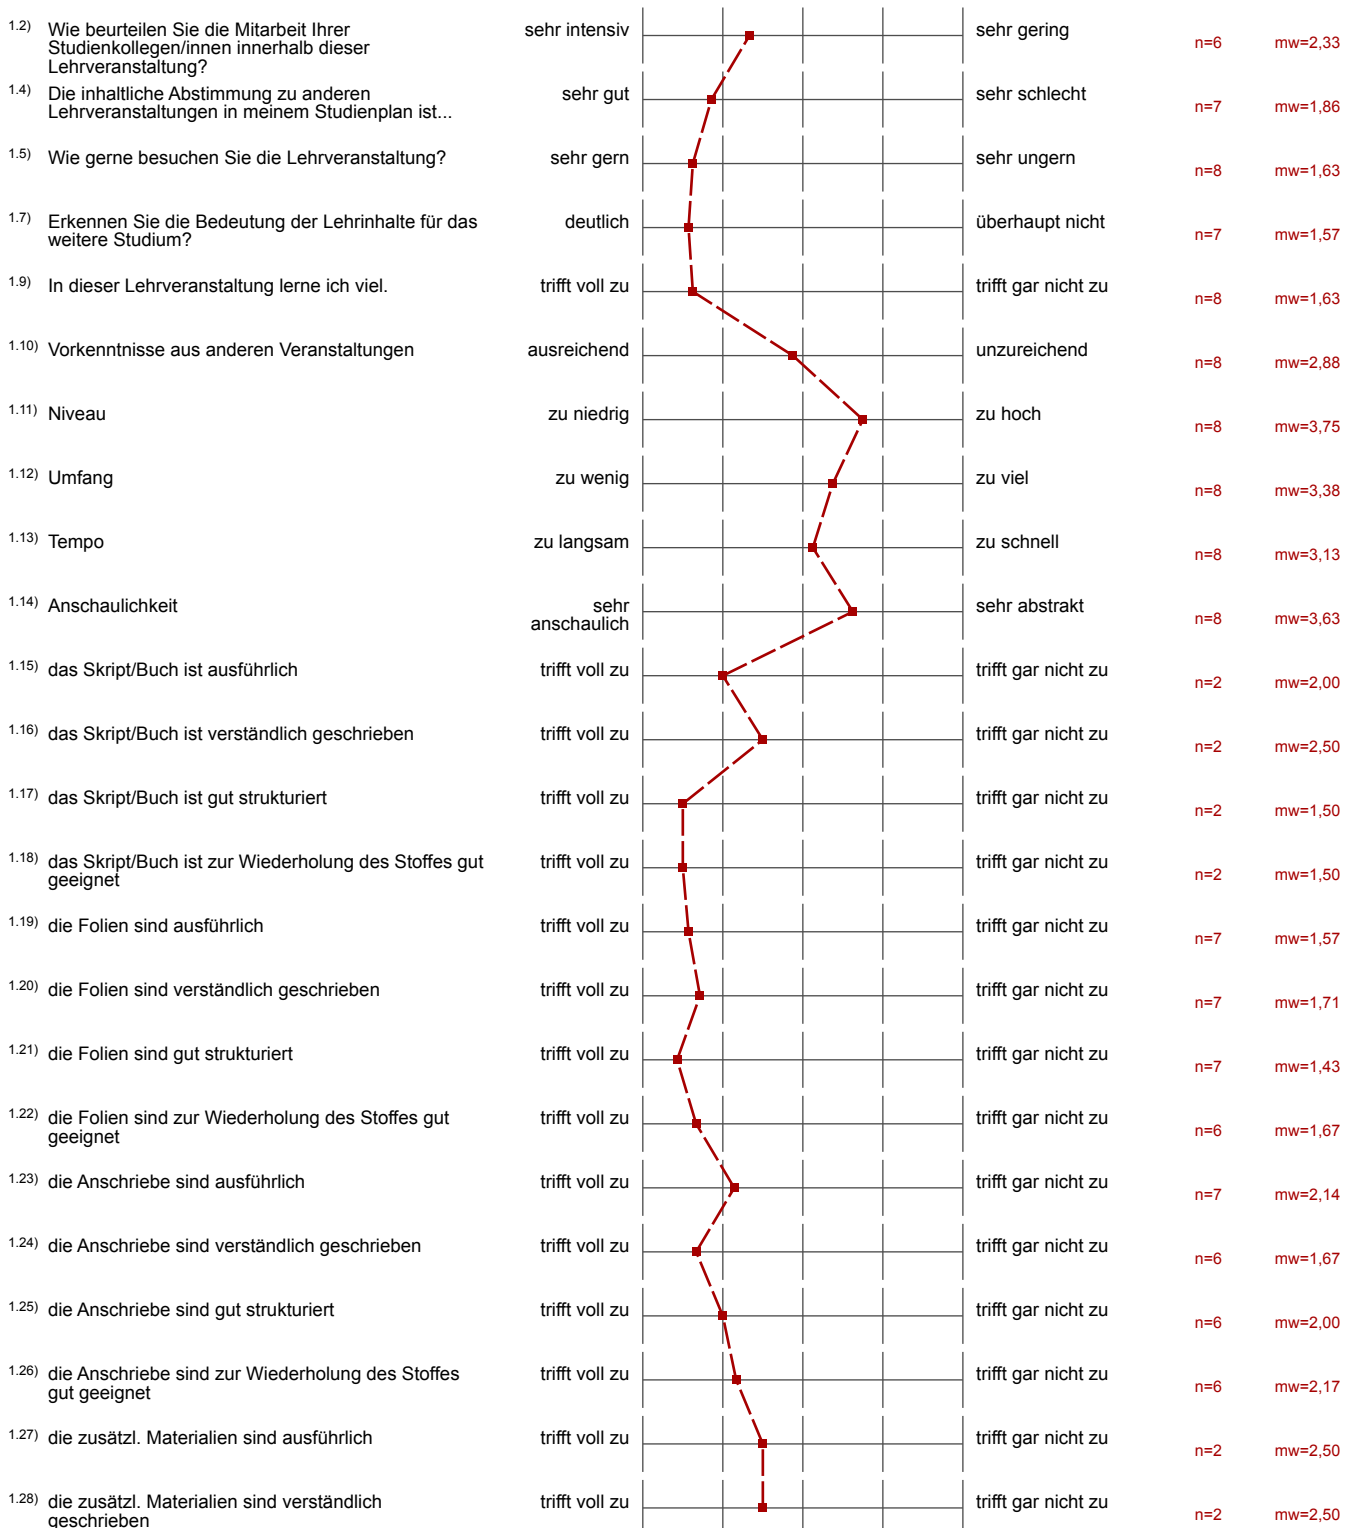 1.2) Wie beurteilen Sie die Mitarbeit Ihrer sehr intensiv sehr gering n=6 mw=2,33
Studienkollegen/innen innerhalb dieser
Lehrveranstaltung?
1.4) Die inhaltliche Abstimmung zu anderen sehr gut sehr schlecht n=7 mw=1,86
Lehrveranstaltungen in meinem Studienplan ist...
1.5) Wie gerne besuchen Sie die Lehrveranstaltung? sehr gern sehr ungern n=8 mw=1,63
1.7) Erkennen Sie die Bedeutung der Lehrinhalte für das deutlich überhaupt nicht n=7 mw=1,57
weitere Studium?
1.9) In dieser Lehrveranstaltung lerne ich viel. trifft voll zu trifft gar nicht zu n=8 mw=1,63
1.10) Vorkenntnisse aus anderen Veranstaltungen ausreichend unzureichend n=8 mw=2,88
1.11) Niveau zu niedrig zu hoch n=8 mw=3,75
1.12) Umfang zu wenig zu viel n=8 mw=3,38
1.13) Tempo zu langsam zu schnell n=8 mw=3,13
1.14) Anschaulichkeit sehr sehr abstrakt n=8 mw=3,63
anschaulich
1.15) das Skript/Buch ist ausführlich trifft voll zu trifft gar nicht zu n=2 mw=2,00
1.16) das Skript/Buch ist verständlich geschrieben trifft voll zu trifft gar nicht zu n=2 mw=2,50
1.17) das Skript/Buch ist gut strukturiert trifft voll zu trifft gar nicht zu n=2 mw=1,50
1.18) das Skript/Buch ist zur Wiederholung des Stoffes gut trifft voll zu trifft gar nicht zu n=2 mw=1,50
geeignet
1.19) die Folien sind ausführlich trifft voll zu trifft gar nicht zu n=7 mw=1,57
1.20) die Folien sind verständlich geschrieben trifft voll zu trifft gar nicht zu n=7 mw=1,71
1.21) die Folien sind gut strukturiert trifft voll zu trifft gar nicht zu n=7 mw=1,43
1.22) die Folien sind zur Wiederholung des Stoffes gut trifft voll zu trifft gar nicht zu n=6 mw=1,67
geeignet
1.23) die Anschriebe sind ausführlich trifft voll zu trifft gar nicht zu n=7 mw=2,14
1.24) die Anschriebe sind verständlich geschrieben trifft voll zu trifft gar nicht zu n=6 mw=1,67
1.25) die Anschriebe sind gut strukturiert trifft voll zu trifft gar nicht zu n=6 mw=2,00
1.26) die Anschriebe sind zur Wiederholung des Stoffes trifft voll zu trifft gar nicht zu n=6 mw=2,17
gut geeignet
1.27) die zusätzl. Materialien sind ausführlich trifft voll zu trifft gar nicht zu n=2 mw=2,50
1.28) die zusätzl. Materialien sind verständlich trifft voll zu trifft gar nicht zu n=2 mw=2,50
geschrieben